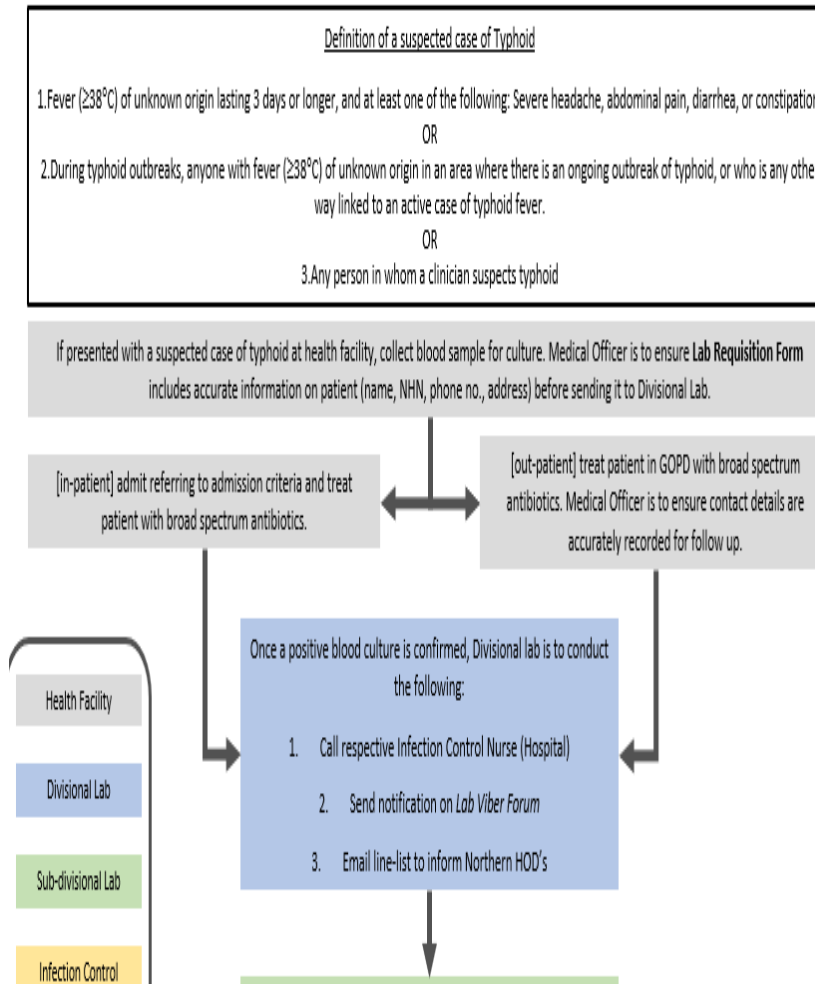 Definition of a suspected case of Typhoid
1.Fever (≥38°C) of unknown origin lasting 3 days or longer, and at least one of the following: Severe headache, abdominal pain, diarrhea, or constipation
OR
2.During typhoid outbreaks, anyone with fever (≥38°C) of unknown origin in an area where there is an ongoing outbreak of typhoid, or who is any othe
way linked to an active case of typhoid fever.
OR
3.Any person in whom a clinician suspects typhoid
If presented with a suspected case of typhoid at health facility, collect blood sample for culture. Medical Officer is to ensure Lab Requisition Form
includes accurate information on patient (name, NHN, phone no., address) before sending it to Divisional Lab.
[in-patient] admit referring to admission criteria and treat
patient with broad spectrum antibiotics.
[out-patient] treat patient in GOPD with broad spectrum
antibiotics. Medical Officer is to ensure contact details are
accurately recorded for follow up.
Once a positive blood culture is confirmed, Divisional lab is to conduct
the following:
1. Call respective Infection Control Nurse (Hospital)
2. Send notification on Lab Viber Forum
3. Email line-list to inform Northern HOD's
Health Facility
Divisional Lab
Sub-divisional Lab
Infection Control